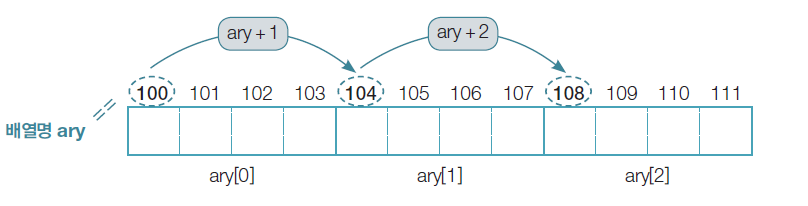 ary + 1 ary + 2
100 101 102 103 104 105 106 107 108 109 110 111
배열명 ary
ary[0] ary[1] ary[2]